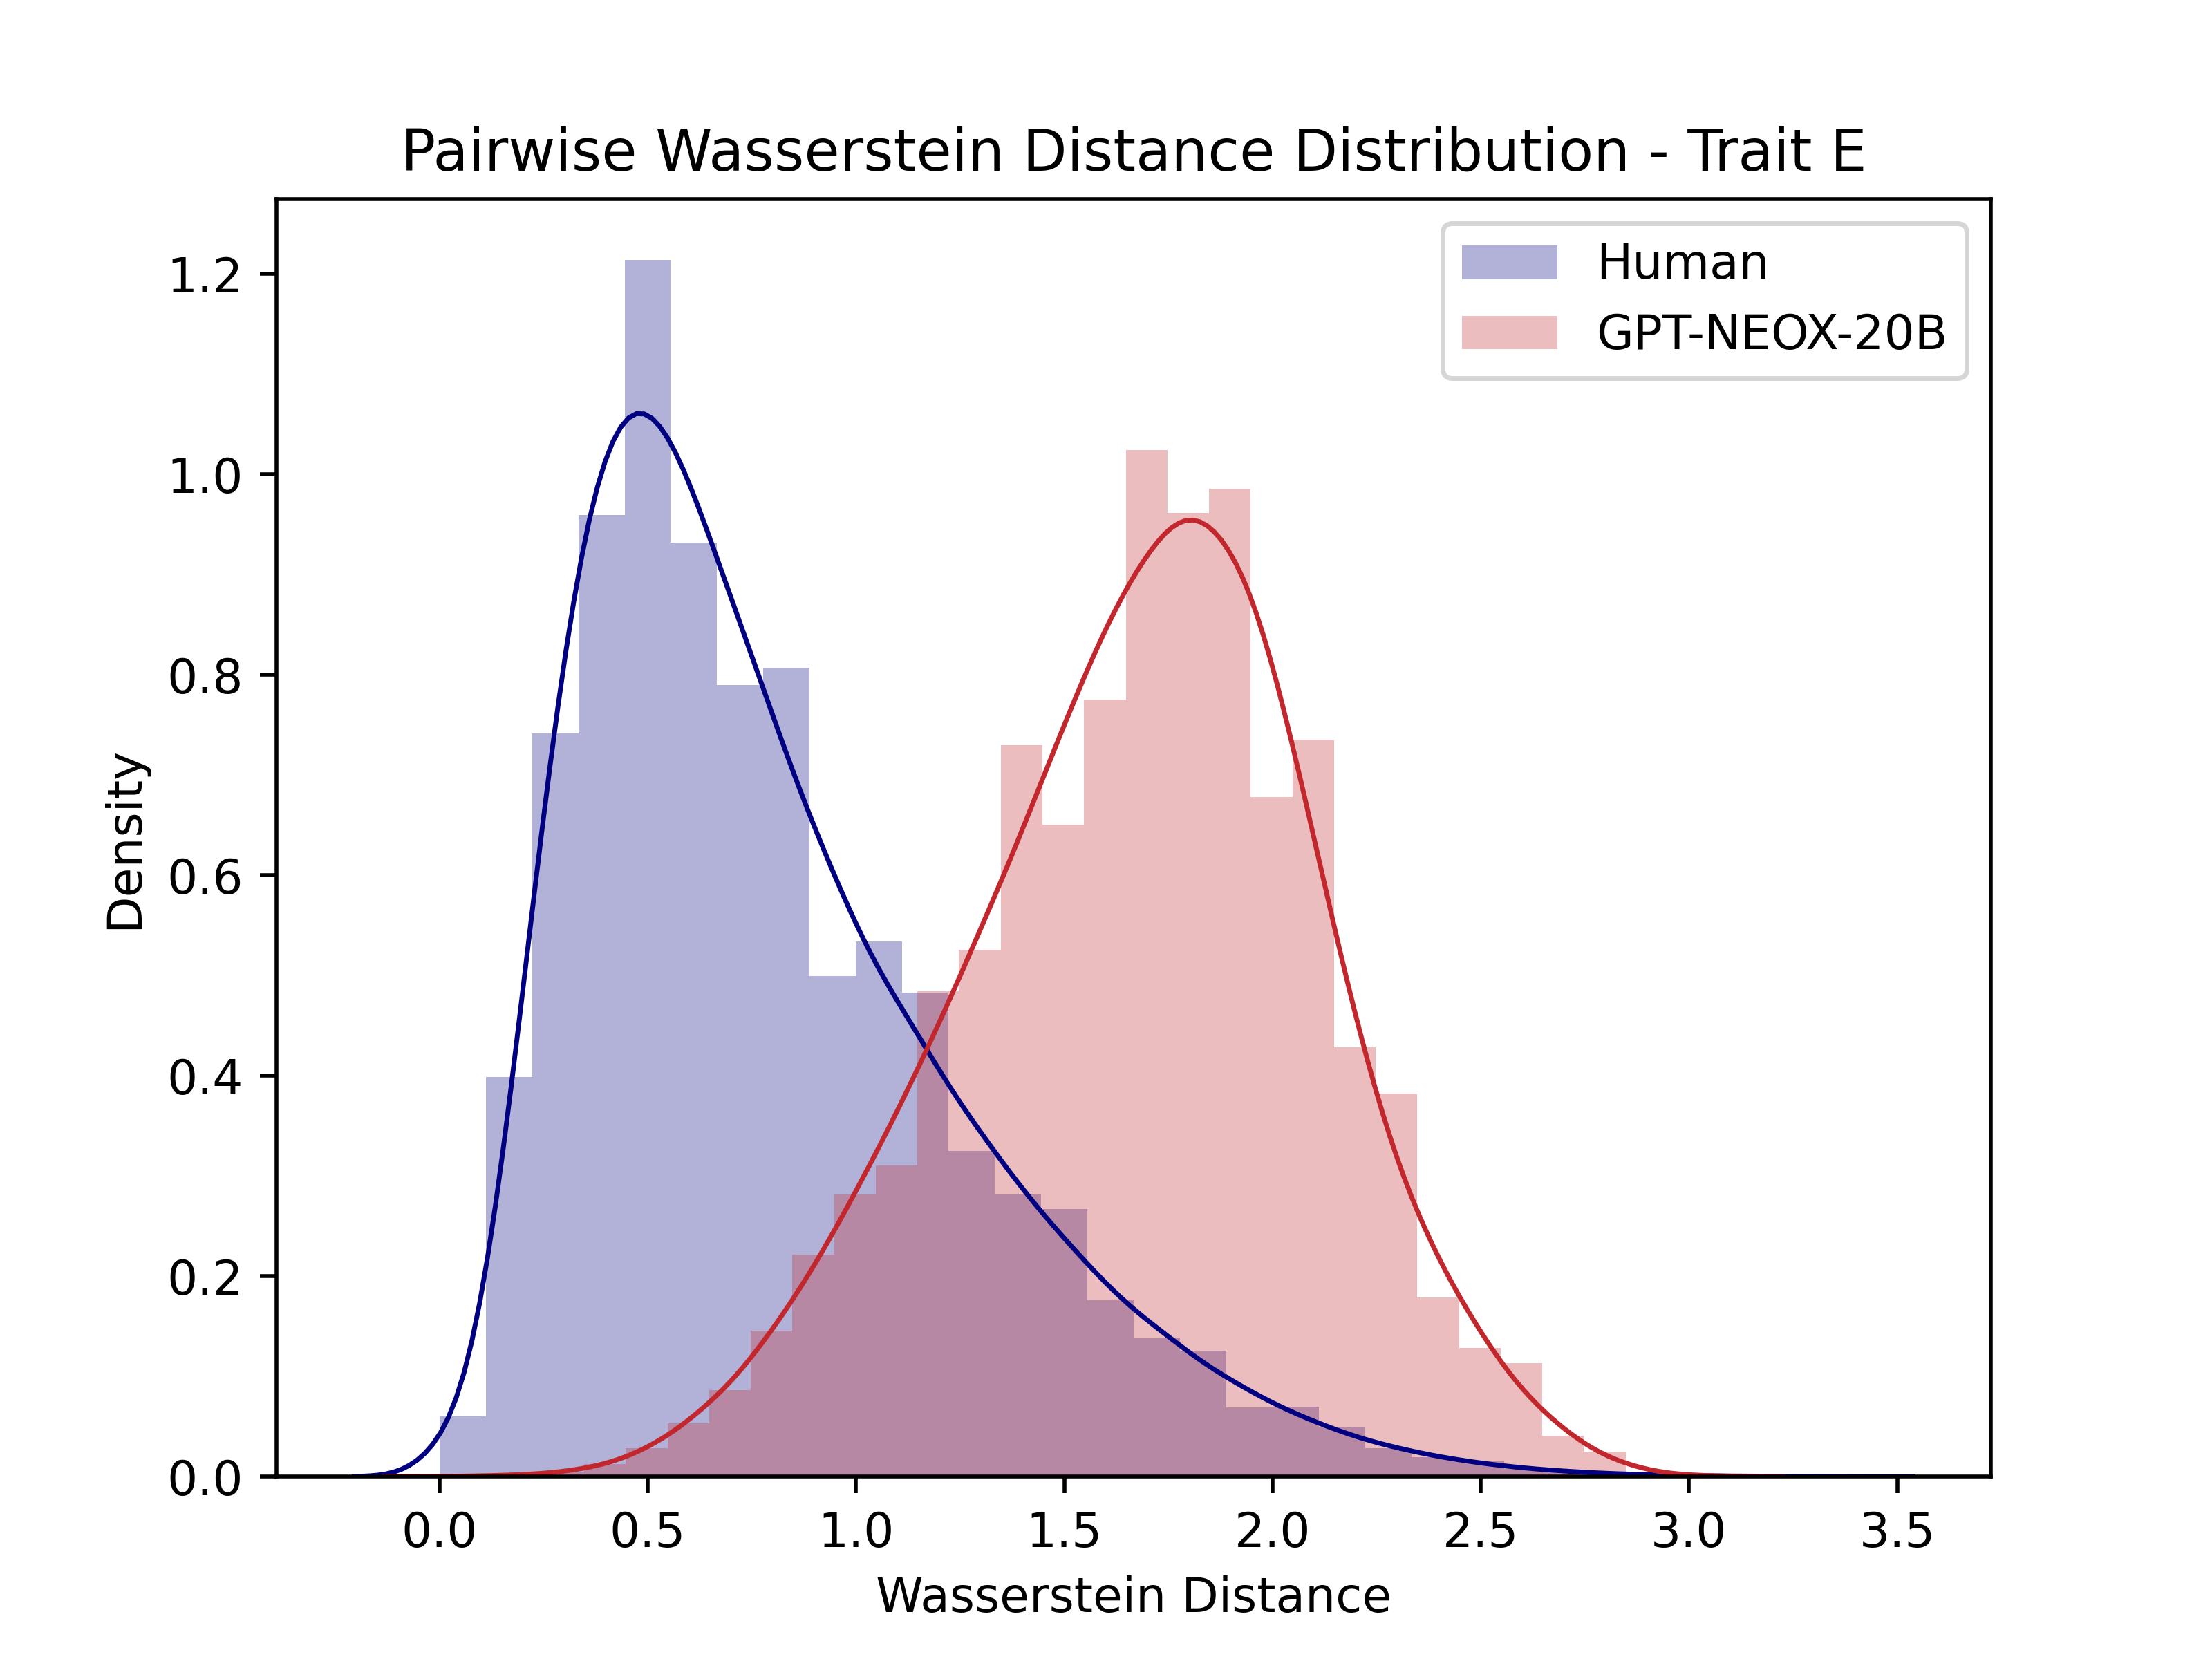 Pairwise Wasserstein Distance Distribution - Trait E
Human
GPT-NEOX-20B
1.2
1.0
0.8
0.6
0.4
0.2
0.0
Density
0.0 0.5 1.0 1.5 2.0 2.5 3.0 3.5
Wasserstein Distance